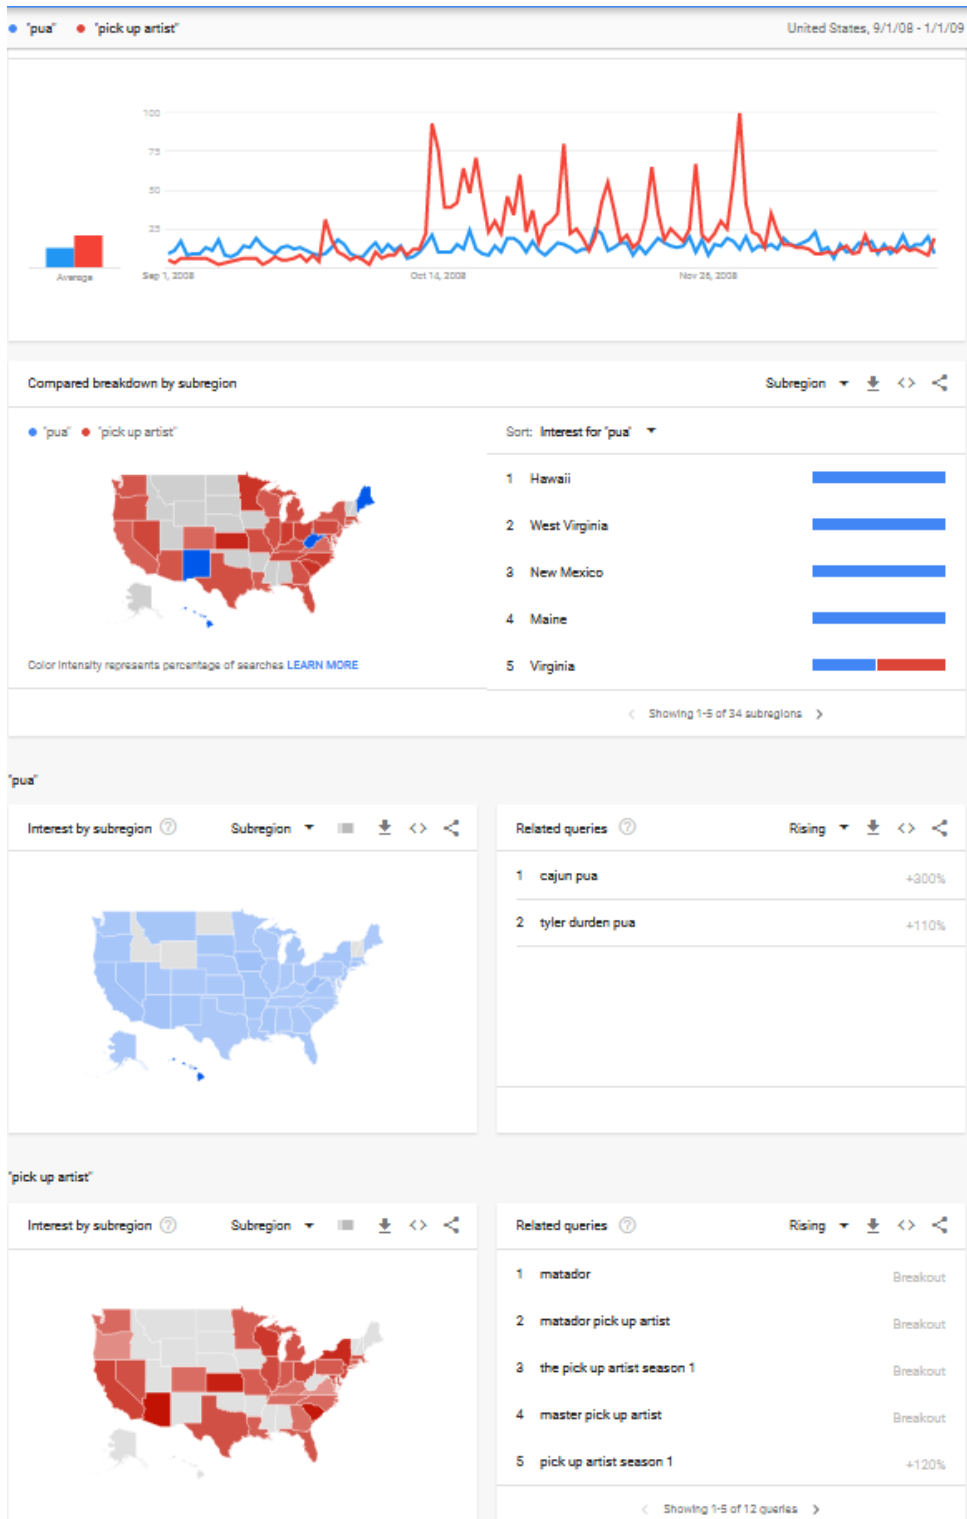 "pua" "pick up artist" United States, 9/1/08 - 1/1/09
100
75
50
25
Average Sep 1, 2008 Oct 14, 2008 Nov 26, 2008
Compared breakdown by subregion Subregion
"pua" "pick up artist" Sort: Interest for "pua"
1 Hawaii
2 West Virginia
3 New Mexico
4 Maine
5 Virginia
Color intensity represents percentage of searches LEARN MORE
Showing 1-5 of 34 subregions
"pua"
Interest by subregion Subregion
Related queries Rising
1 cajun pua +300%
2 tyler durden pua +110%
"pick up artist"
Interest by subregion Subregion
Related queries Rising
1 matador Breakout
2 matador pick up artist Breakout
3 the pick up artist season 1 Breakout
4 master pick up artist Breakout
5 pick up artist season 1 +120%
Showing 1-5 of 12 queries